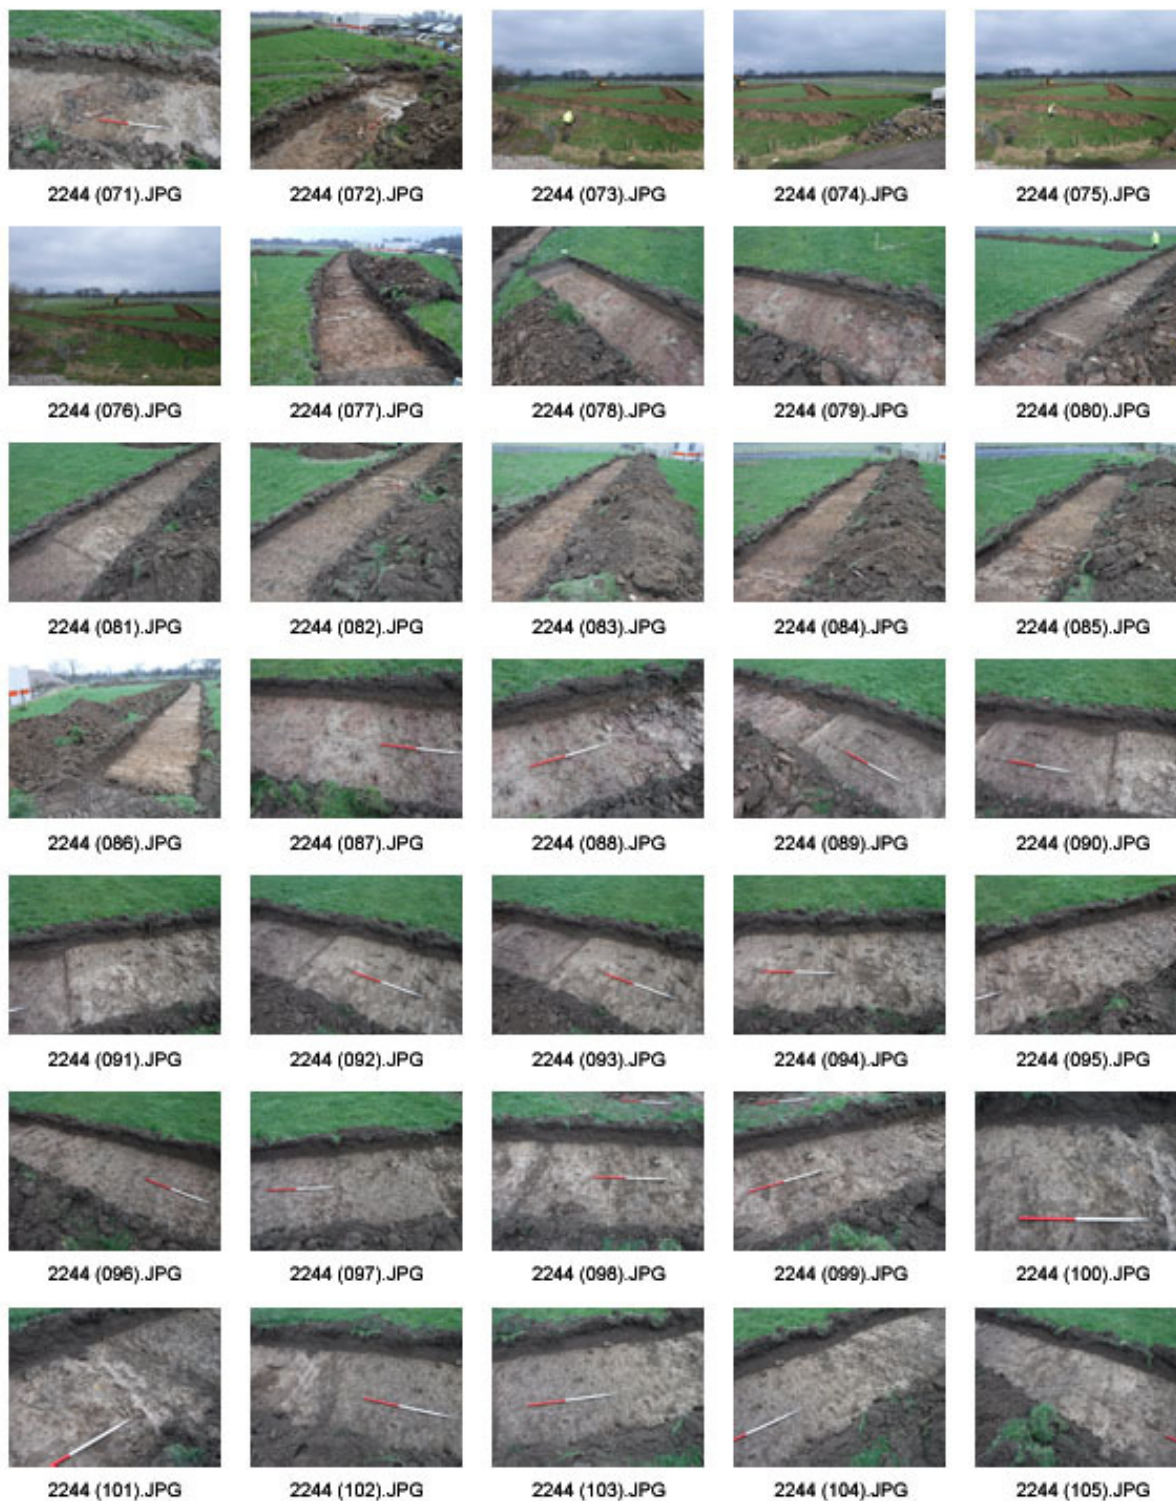 2244 (071).JPG 2244 (072).JPG 2244 (073).JPG 2244 (074).JPG 2244 (075).JPG
2244 (076).JPG 2244 (077).JPG 2244 (078).JPG 2244 (079).JPG 2244 (080).JPG
2244 (081).JPG 2244 (082).JPG 2244 (083).JPG 2244 (084).JPG 2244 (085).JPG
2244 (086).JPG 2244 (087).JPG 2244 (088).JPG 2244 (089).JPG 2244 (090).JPG
2244 (091).JPG 2244 (092).JPG 2244 (093).JPG 2244 (094).JPG 2244 (095).JPG
2244 (096).JPG 2244 (097).JPG 2244 (098).JPG 2244 (099).JPG 2244 (100).JPG
2244 (101).JPG 2244 (102).JPG 2244 (103).JPG 2244 (104).JPG 2244 (105).JPG